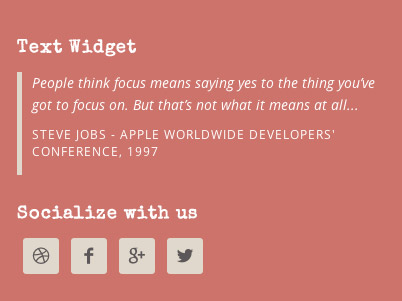 Text Widget
People think focus means saying yes to the thing you've
got to focus on. But that's not what it means at all...
STEVE JOBS - APPLE WORLDWIDE DEVELOPERS'
CONFERENCE, 1997
Socialize with us